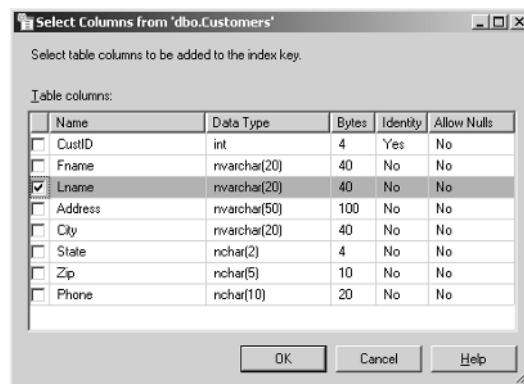 Select Columns from 'dbo.Customers'
Select table columns to be added to the index key.
Table columns:
Name Data Type Bytes Identity Allow Nulls
CustID int 4 Yes No
Fname nvarchar(20) 40 No No
Lname nvarchar(20) 40 No No
Address nvarchar(50) 100 No No
City nvarchar(20) 40 No No
State nchar(2) 4 No No
Zip nchar(5) 10 No No
Phone nchar(10) 20 No No
OK Cancel Help